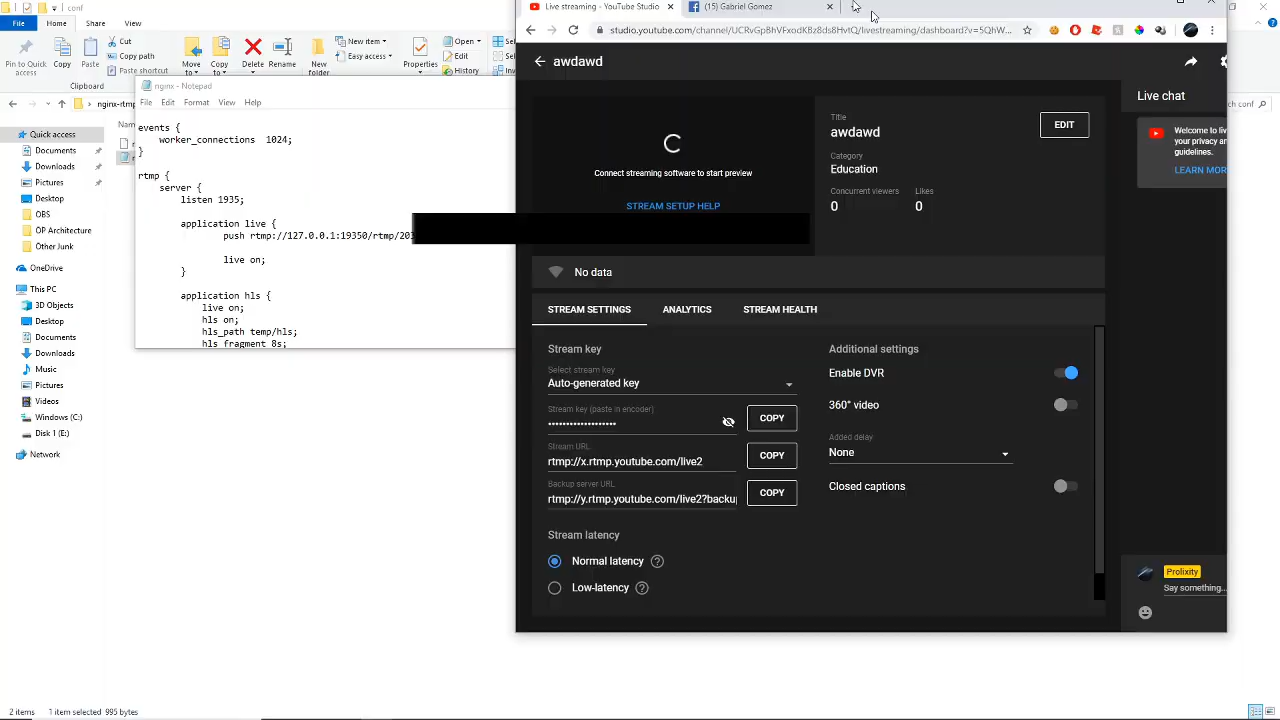 conf
File
Home
Share
View
Pin to Quick
access
Copy
Paste
Cut
Copy path
Paste shortcut
Clipboard
Move
to
Copy
to
Delete
Rename
New item
Properties
Open
Edit
History
nginx-rtmp
Search conf
Quick access
Documents
Downloads
Pictures
Desktop
OBS
OP Architecture
Other Junk
OneDrive
This PC
3D Objects
Desktop
Documents
Downloads
Music
Pictures
Videos
Windows (C:)
Disk 1 (E:)
Network
2 items
1 item selected 995 bytes
nginx - Notepad
File Edit Format View Help
events {
worker_connections 1024;
}
rtmp {
server {
listen 1935;
application live {
push rtmp://127.0.0.1:19350/rtmp/20
live on;
}
application hls {
live on;
hls on;
hls_path temp/hls;
hls_fragment 8s;
Live streaming - YouTube Studio
(15) Gabriel Gomez
studio.youtube.com/channel/UCRvGpBhVFxodKBz8ds8HvtQ/livestreaming/dashboard?v=5QhW...
awdawd
Connect streaming software to start preview
STREAM SETUP HELP
Title
awdawd
EDIT
Category
Education
Concurrent viewers
0
Likes
0
No data
STREAM SETTINGS
ANALYTICS
STREAM HEALTH
Stream key
Select stream key
Auto-generated key
Stream key (paste in encoder)
••••••••••••••••••
COPY
Stream URL
rtmp://x.rtmp.youtube.com/live2
COPY
Backup server URL
rtmp://y.rtmp.youtube.com/live2?backup
COPY
Stream latency
Normal latency
Low-latency
Additional settings
Enable DVR
360° video
Added delay
None
Closed captions
Live chat
Welcome to liv
your privacy an
guidelines.
LEARN MOR
Prolixity
Say something...